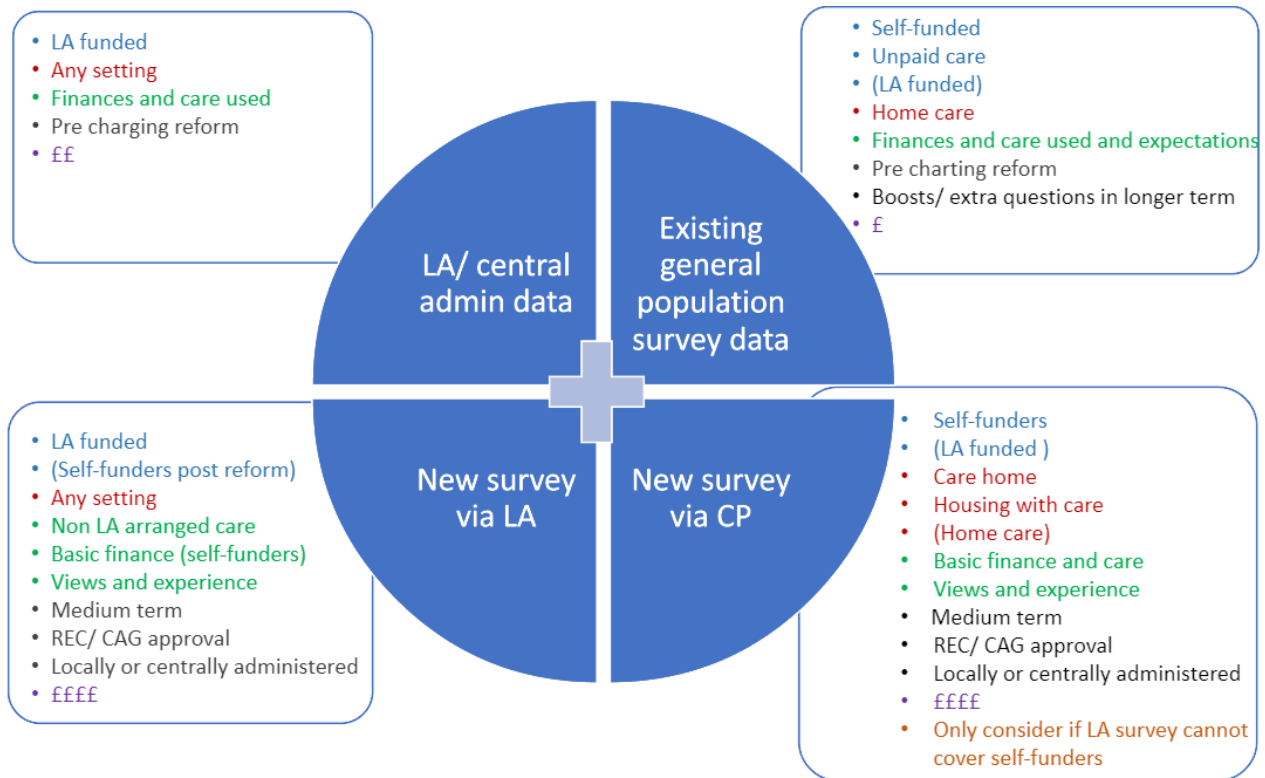 • LA funded
• Any setting
• Finances and care used
• Pre charging reform
• ££
• Self-funded
• Unpaid care
• (LA funded)
• Home care
• Finances and care used and expectations
• Pre charting reform
• Boosts/ extra questions in longer term
• £
LA/ central
admin data
Existing
general
population
survey data
New survey
via LA
New survey
via CP
• LA funded
• (Self-funders post reform)
• Any setting
• Non LA arranged care
• Basic finance (self-funders)
• Views and experience
• Medium term
• REC/ CAG approval
• Locally or centrally administered
• ££££
• Self-funders
• (LA funded )
• Care home
• Housing with care
• (Home care)
• Basic finance and care
• Views and experience
• Medium term
• REC/ CAG approval
• Locally or centrally administered
• ££££
• Only consider if LA survey cannot
cover self-funders